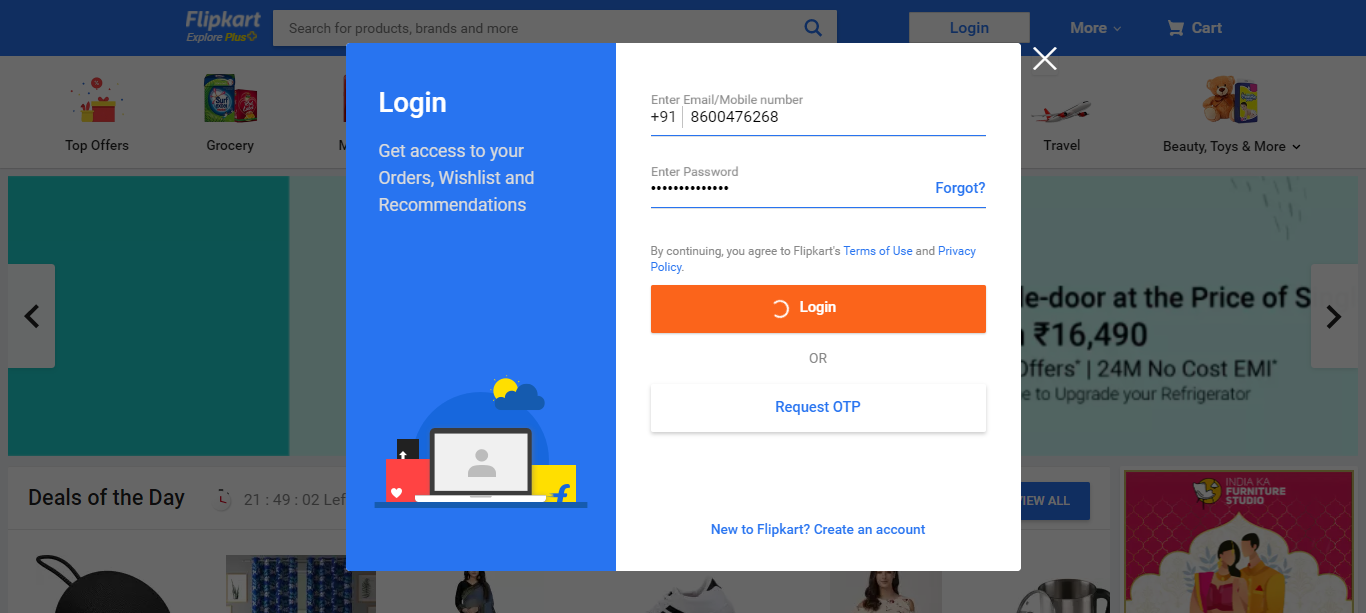 Flipkart
Explore Plus
Search for products, brands and more
Login
More
Cart
Top Offers
Grocery
Travel
Beauty, Toys & More
Login
Get access to your
Orders, Wishlist and
Recommendations
Enter Email/Mobile number
+91 8600476268
Enter Password
••••••••••••••
Forgot?
By continuing, you agree to Flipkart's Terms of Use and Privacy
Policy.
Login
OR
Request OTP
New to Flipkart? Create an account
le-door at the Price of S
₹16,490
Offers* | 24M No Cost EMI*
e to Upgrade your Refrigerator
Deals of the Day
21 : 49 : 02 Lef
VIEW ALL
INDIA KA
FURNITURE
STUDIO